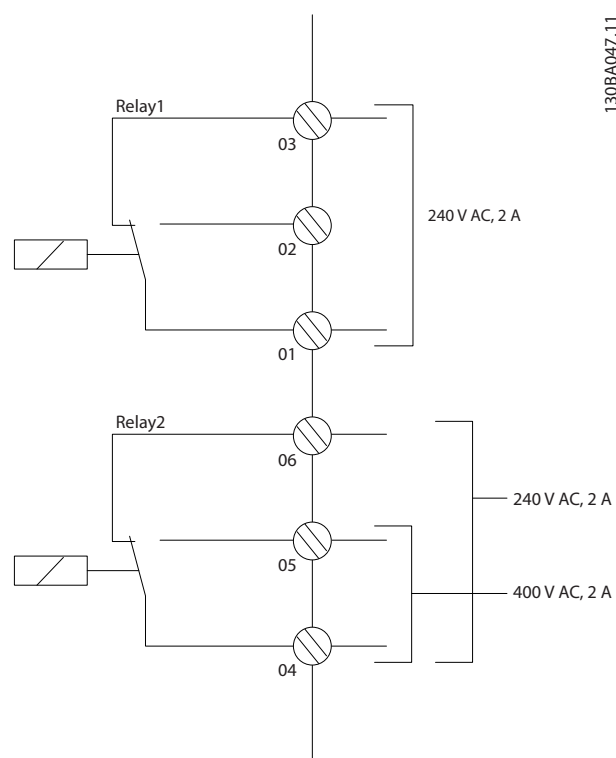 130BA047.11
Relay1
03
240 V AC, 2 A
02
01
Relay2
06
240 V AC, 2 A
05
400 V AC, 2 A
04